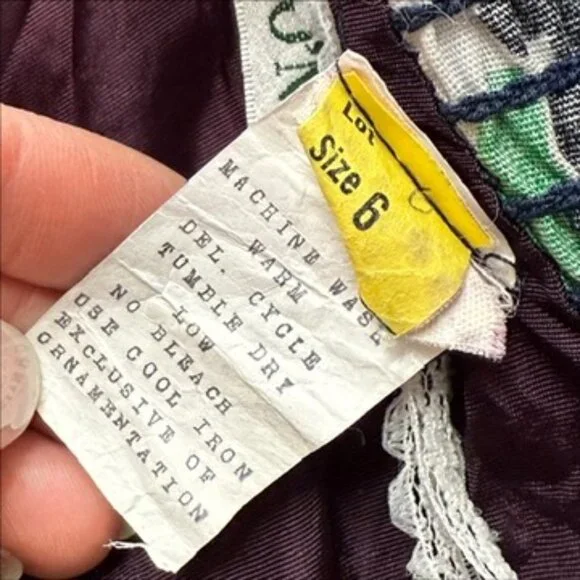 Lot
Size 6
MACHINE WASH
WARM
DEL. CYCLE
TUMBLE DRY
LOW
NO BLEACH
USE COOL IRON
EXCLUSIVE OF
ORNAMENTATION